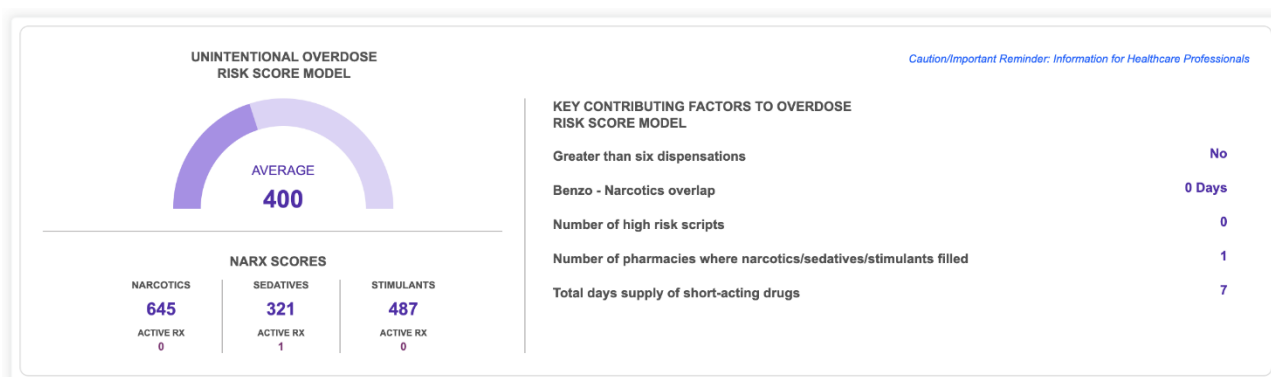 UNINTENTIONAL OVERDOSE
RISK SCORE MODEL
AVERAGE
400
NARX SCORES
NARCOTICS SEDATIVES STIMULANTS
645 321 487
ACTIVE RX ACTIVE RX ACTIVE RX
0 1 0
Caution/Important Reminder: Information for Healthcare Professionals
KEY CONTRIBUTING FACTORS TO OVERDOSE
RISK SCORE MODEL
Greater than six dispensations No
Benzo - Narcotics overlap 0 Days
Number of high risk scripts 0
Number of pharmacies where narcotics/sedatives/stimulants filled 1
Total days supply of short-acting drugs 7